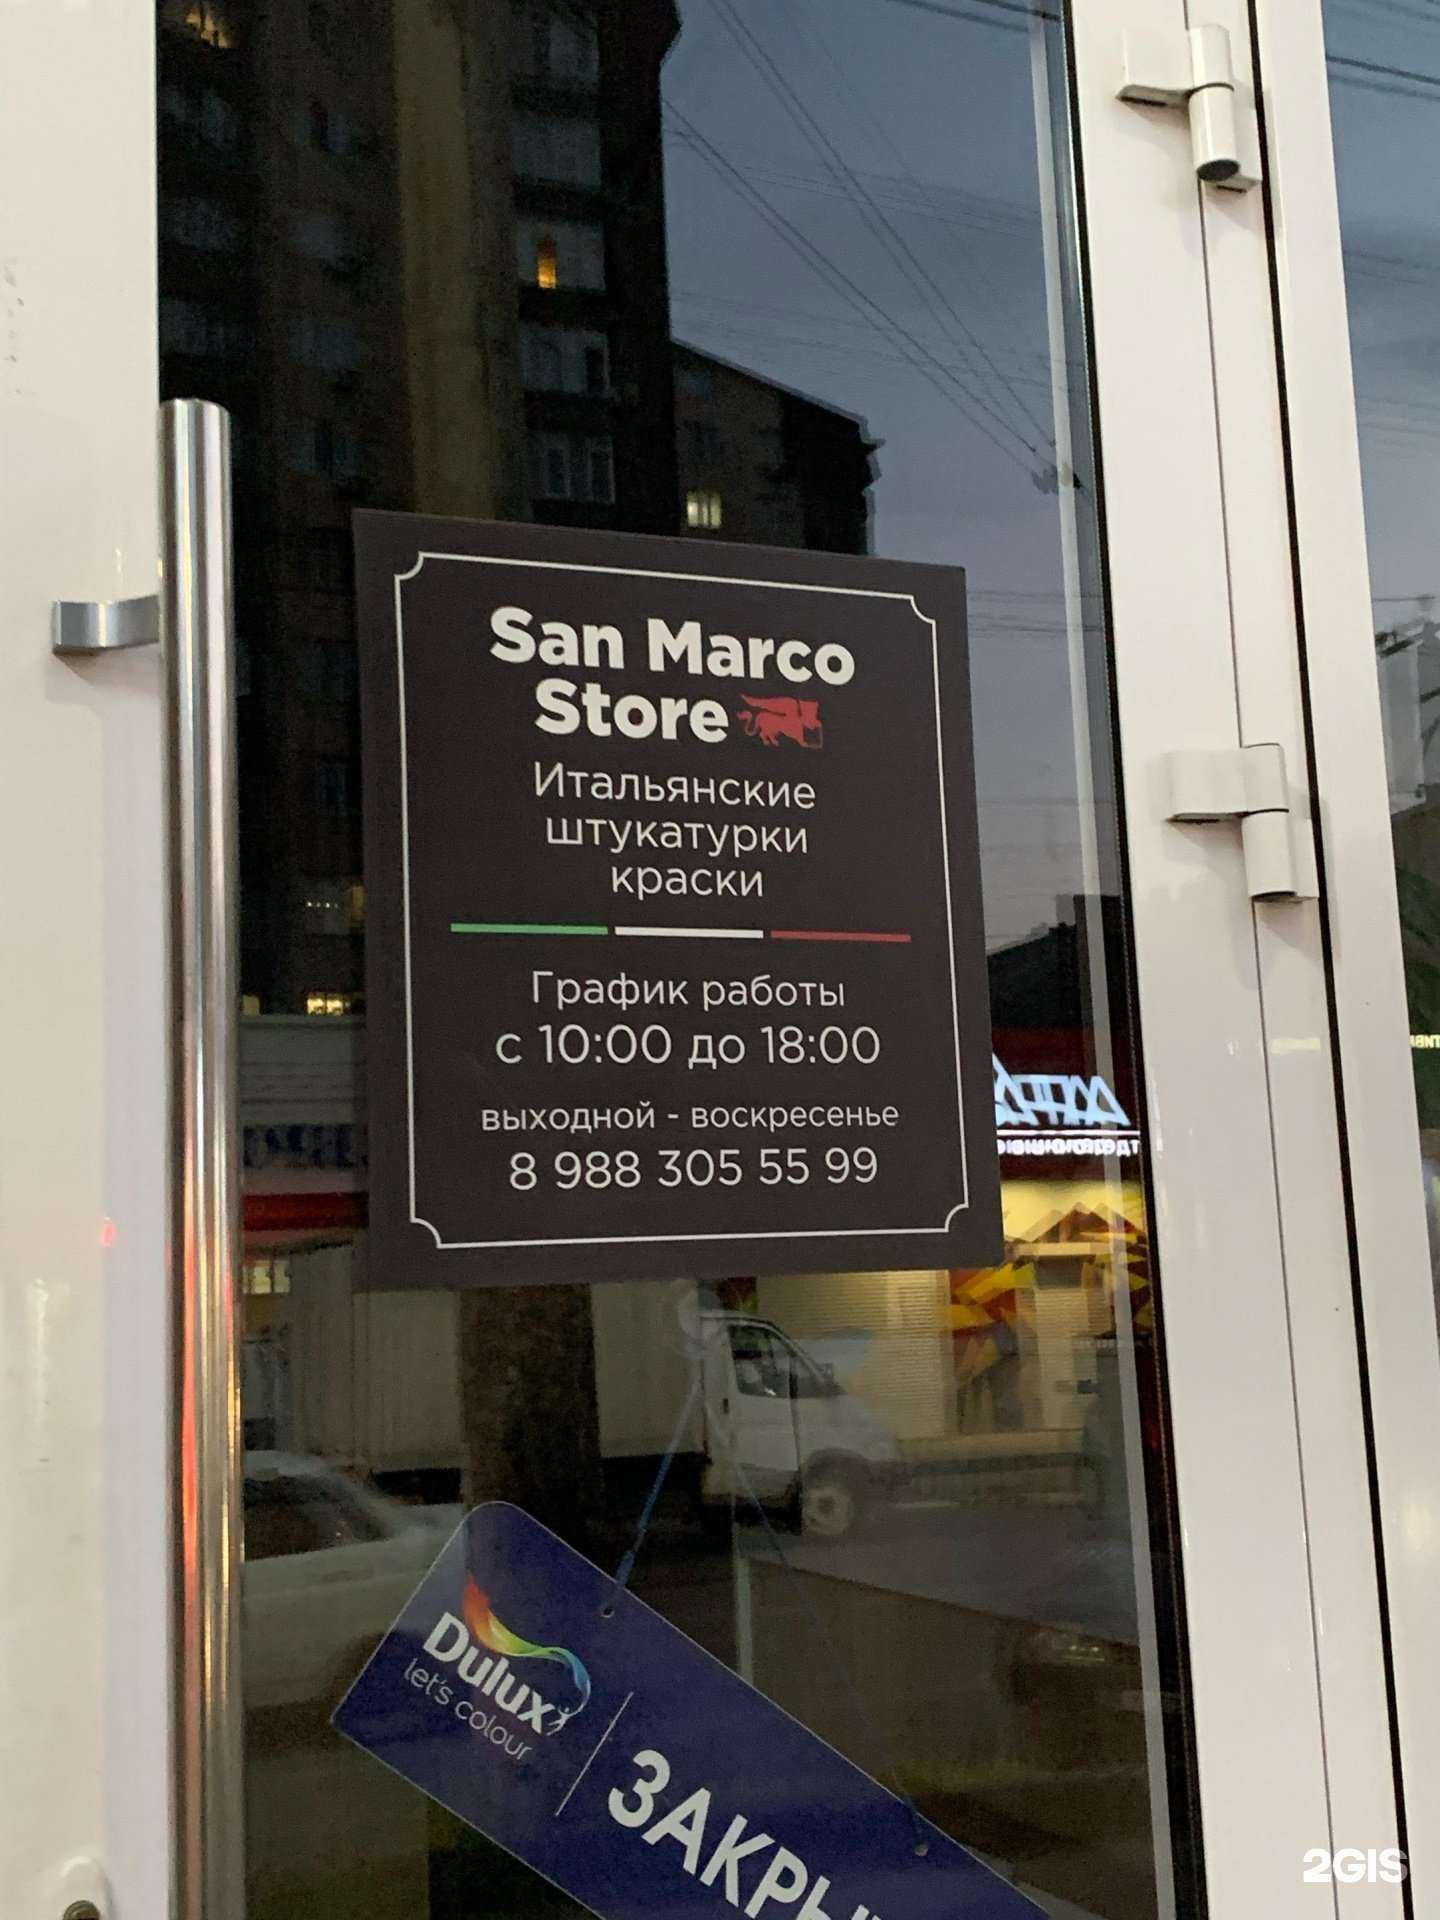 San Marco
Store
Итальянские
штукатурки
краски
График работы
с 10:00 до 18:00
выходной - воскресенье
8 988 305 55 99
Dulux
let's colour
ЗАКРЫ
2GIS